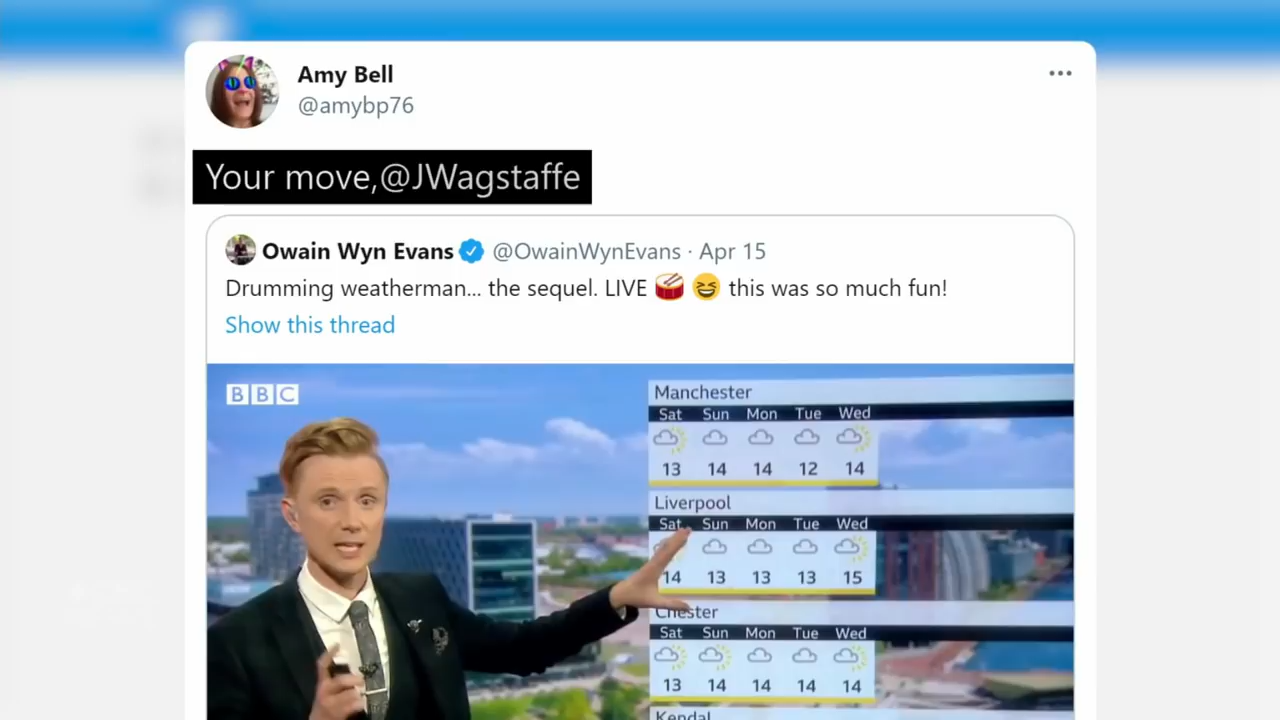 Amy Bell
@amybp76
Your move,@JWagstaffe
Owain Wyn Evans @OwainWynEvans · Apr 15
Drumming weatherman... the sequel. LIVE 🥁 😆 this was so much fun!
Show this thread
BBC
Manchester
Sat Sun Mon Tue Wed
13 14 14 12 14
Liverpool
Sat Sun Mon Tue Wed
14 13 13 13 15
Chester
Sat Sun Mon Tue Wed
13 14 14 14 14
Kendal